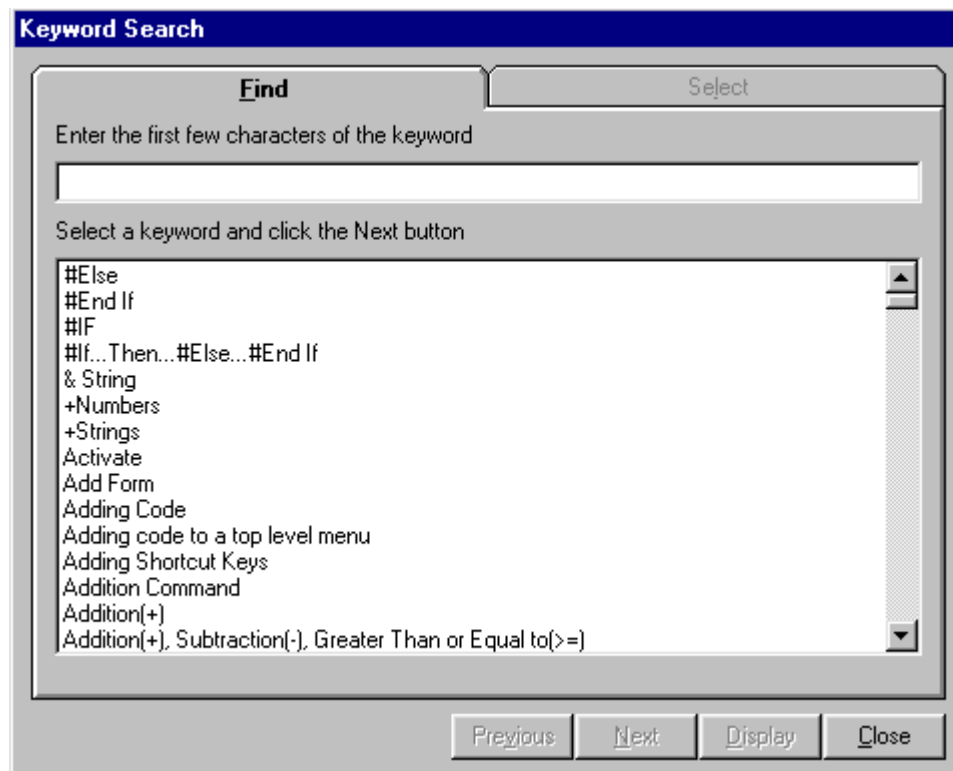 Keyword Search
Find
Select
Enter the first few characters of the keyword
Select a keyword and click the Next button
#Else
#End If
#IF
#If...Then...#Else...#End If
& String
+Numbers
+Strings
Activate
Add Form
Adding Code
Adding code to a top level menu
Adding Shortcut Keys
Addition Command
Addition(+)
Addition(+), Subtraction(-), Greater Than or Equal to(>=)
Previous Next Display Close